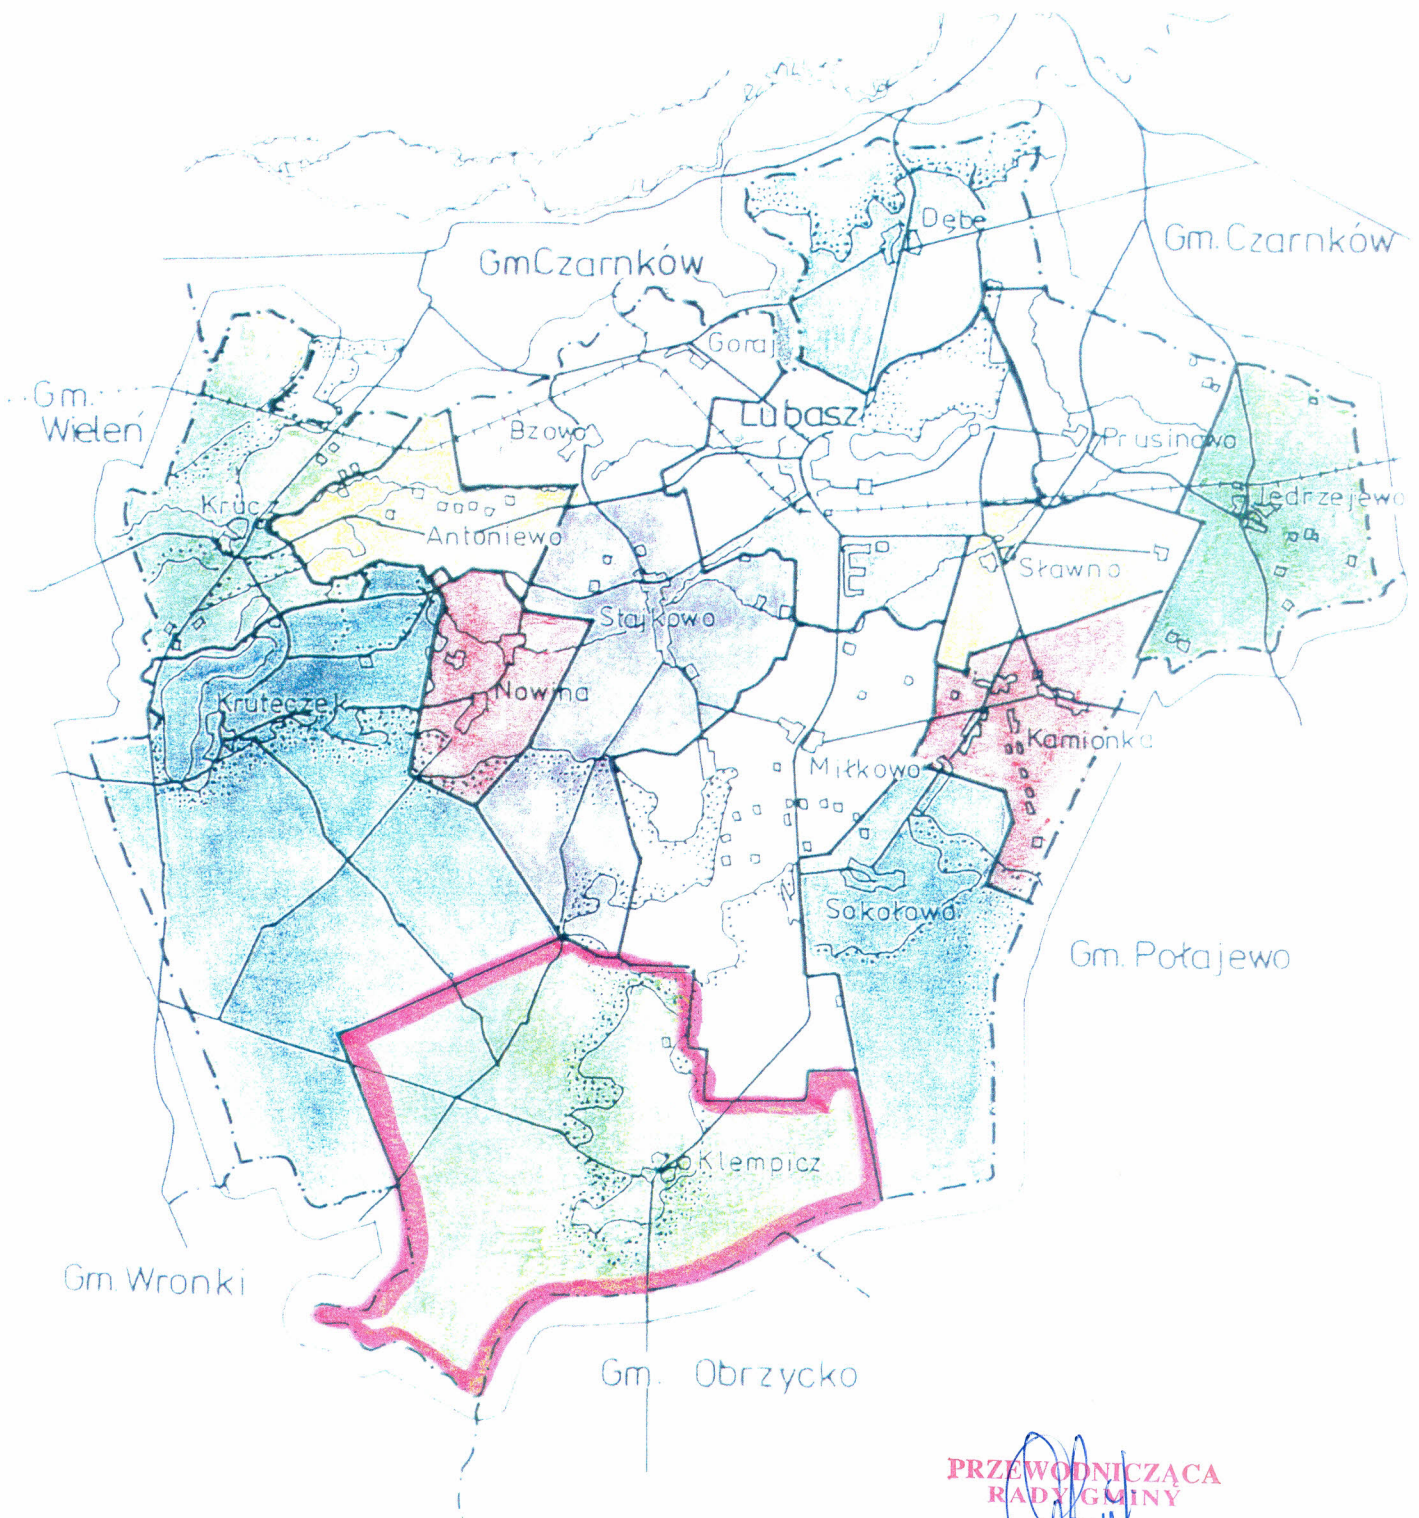 Dębe
Gm. Czarnków
GmCzarnków
Goraj
Gm.
Wieleń
Lubasz
Bzowo
Prusinowo
Krucz
Jędrzejewo
Antoniewo
Sławno
Stajkowo
Kruteczek
Nowina
Kamionka
Miłkowo
Sokołowo
Gm. Połajewo
Klempicz
Gm. Wronki
Gm. Obrzycko
PRZEWODNICZĄCA
RADY GMINY